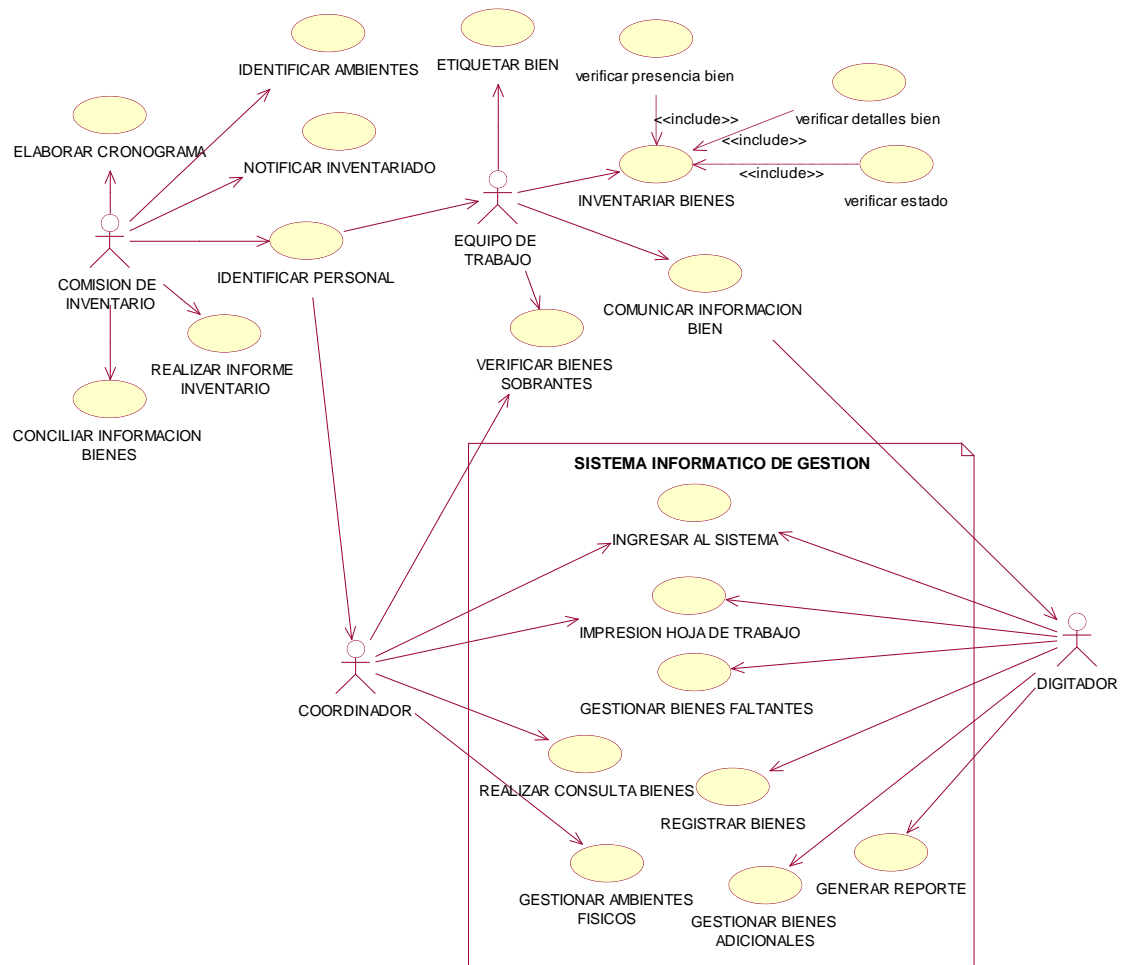 IDENTIFICAR AMBIENTES
ETIQUETAR BIEN
verificar presencia bien
verificar detalles bien
<<include>>
<<include>>
<<include>>
ELABORAR CRONOGRAMA
NOTIFICAR INVENTARIADO
INVENTARIAR BIENES
verificar estado
EQUIPO DE
TRABAJO
COMISION DE
INVENTARIO
IDENTIFICAR PERSONAL
COMUNICAR INFORMACION
BIEN
REALIZAR INFORME
INVENTARIO
VERIFICAR BIENES
SOBRANTES
CONCILIAR INFORMACION
BIENES
SISTEMA INFORMATICO DE GESTION
INGRESAR AL SISTEMA
IMPRESION HOJA DE TRABAJO
COORDINADOR
GESTIONAR BIENES FALTANTES
DIGITADOR
REALIZAR CONSULTA BIENES
REGISTRAR BIENES
GESTIONAR AMBIENTES
FISICOS
GESTIONAR BIENES
ADICIONALES
GENERAR REPORTE